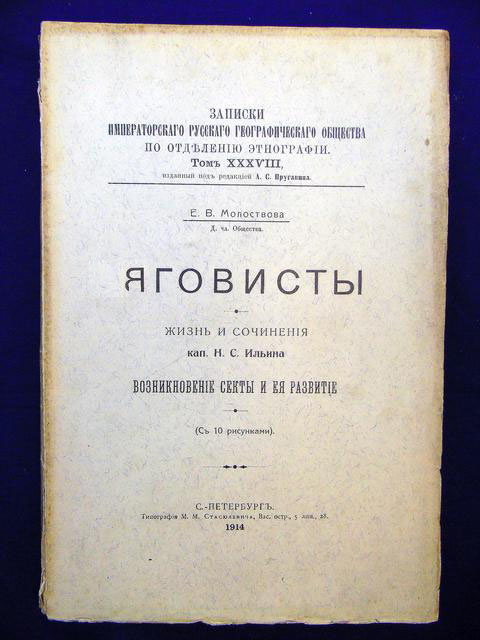 ЗАПИСКИ
ИМПЕРАТОРСКАГО РУССКАГО ГЕОГРАФИЧЕСКАГО ОБЩЕСТВА
ПО ОТДѢЛЕНІЮ ЭТНОГРАФІИ.
Томъ XXXVIII,
изданный подъ редакціей А. С. Пругавина.
Е. В. Молоствова
Д. чл. Общества.
ЯГОВИСТЫ
ЖИЗНЬ И СОЧИНЕНІЯ
кап. Н. С. Ильина
ВОЗНИКНОВЕНІЕ СЕКТЫ И ЕЯ РАЗВИТІЕ
(Съ 10 рисунками).
С.-ПЕТЕРБУРГЪ.
Типографія М. М. Стасюлевича, Вас. остр., 5 лин., 28.
1914